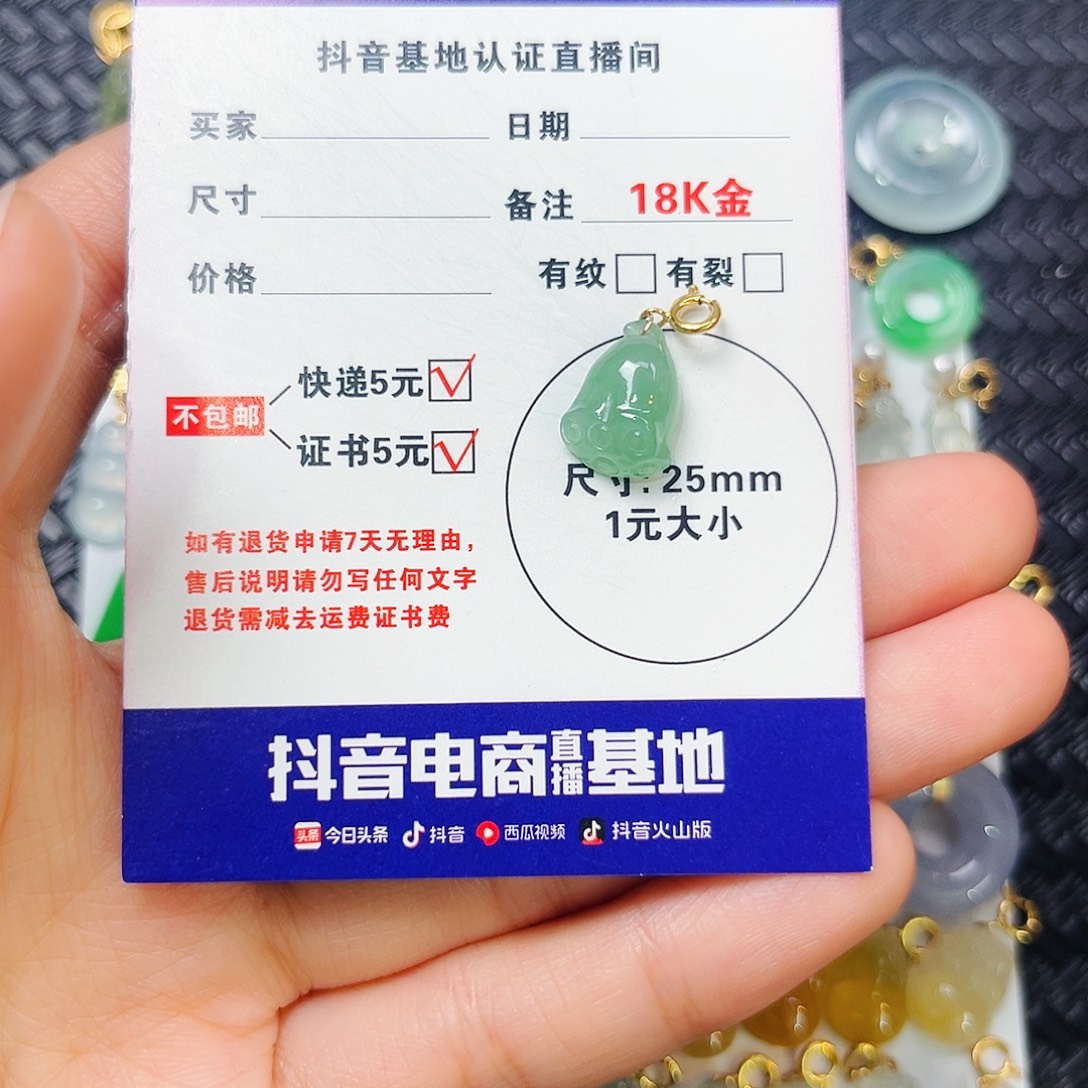 抖音基地认证直播间
买家 日期
尺寸 备注 18K金
价格 有纹 有裂
快递5元
不包邮
证书5元
尺寸:25mm
1元大小
如有退货申请7天无理由,
售后说明请勿写任何文字
退货需减去运费证书费
抖音电商直播基地
头条 今日头条 抖音 西瓜视频 抖音火山版